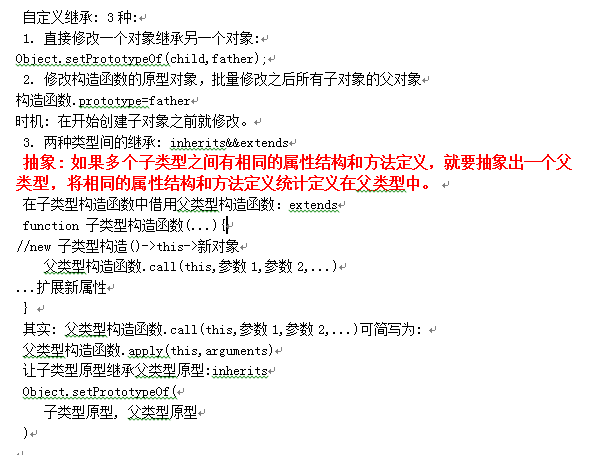 自定义继承: 3种:
1. 直接修改一个对象继承另一个对象:
Object.setPrototypeOf(child,father);
2. 修改构造函数的原型对象，批量修改之后所有子对象的父对象
构造函数.prototype=father
时机: 在开始创建子对象之前就修改。
3. 两种类型间的继承: inherits&&extends
抽象：如果多个子类型之间有相同的属性结构和方法定义，就要抽象出一个父
类型，将相同的属性结构和方法定义统计定义在父类型中。
在子类型构造函数中借用父类型构造函数: extends
function 子类型构造函数(...){
//new 子类型构造()->this->新对象
父类型构造函数.call(this,参数1,参数2,...)
...扩展新属性
}
其实: 父类型构造函数.call(this,参数1,参数2,...)可简写为:
父类型构造函数.apply(this,arguments)
让子类型原型继承父类型原型:inherits
Object.setPrototypeOf(
子类型原型, 父类型原型
)